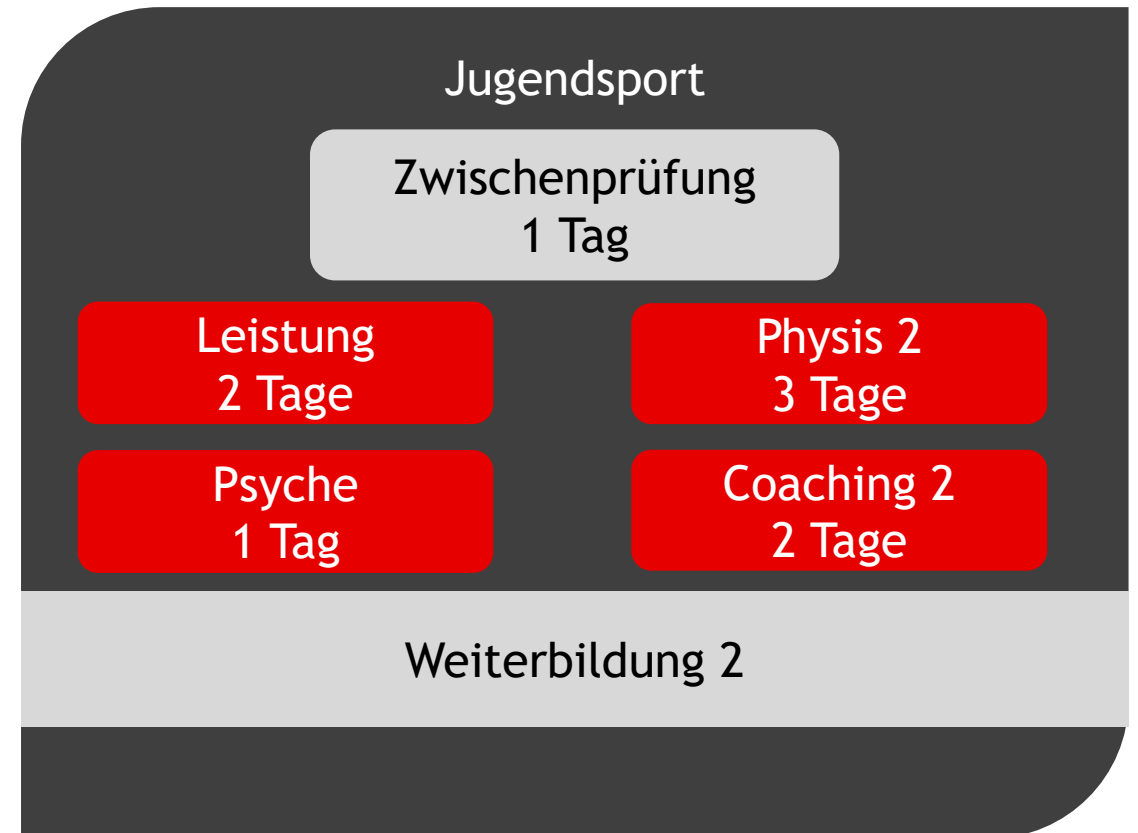 Jugendsport
Zwischenprüfung
1 Tag
Leistung
2 Tage
Physis 2
3 Tage
Psyche
1 Tag
Coaching 2
2 Tage
Weiterbildung 2